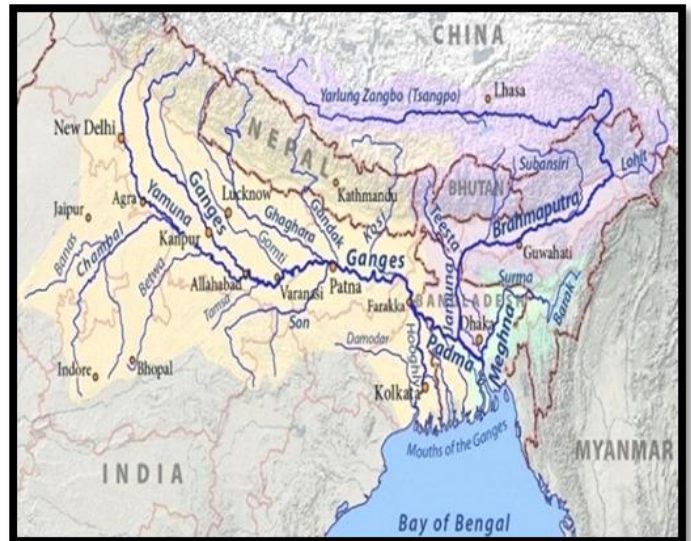 CHINA
Lhasa
Yarlung Zangbo (Tsangpo)
New Delhi
NEPAL
Subansiri
Lohit
BHUTAN
Kathmandu
Agra
Yamuna
Ganges
Lucknow
Ghaghara
Gandak
Kosi
Teesta
Brahmaputra
Jaipur
Banas
Chambal
Kanpur
Gomti
Ganges
Guwahati
Betwa
Allahabad
Varanasi
Patna
Surma
Tamsa
Son
Farakka
BANGLADESH
Jamuna
Barak
Dhaka
Damodar
Hooghly
Padma
Meghna
Indore
Bhopal
Kolkata
Mouths of the Ganges
INDIA
MYANMAR
Bay of Bengal